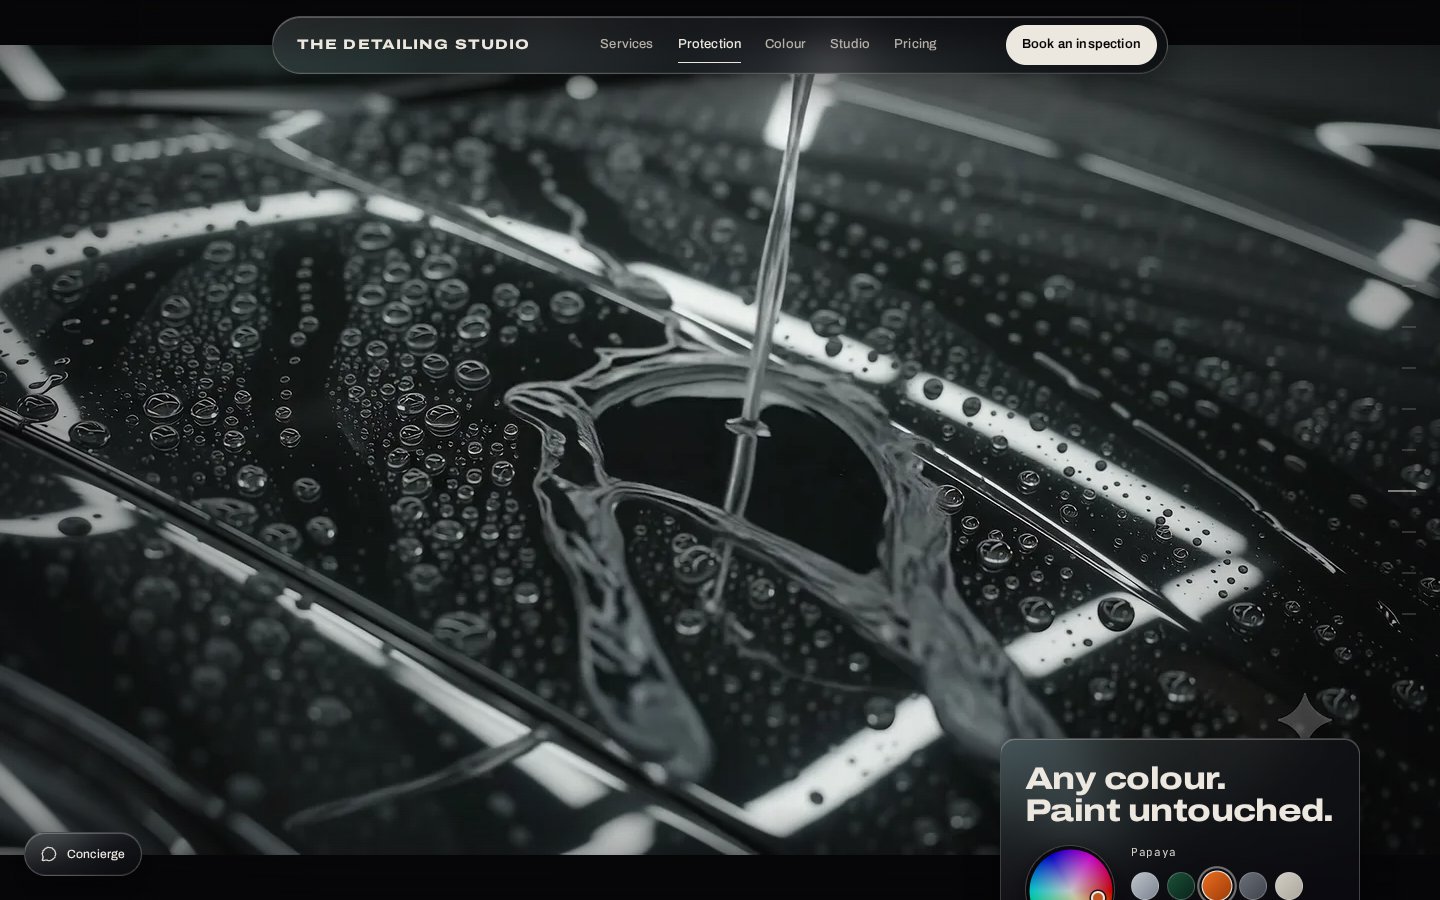 THE DETAILING STUDIO
Services
Protection
Colour
Studio
Pricing
Book an inspection
Any colour.
Paint untouched.
Papaya
Concierge